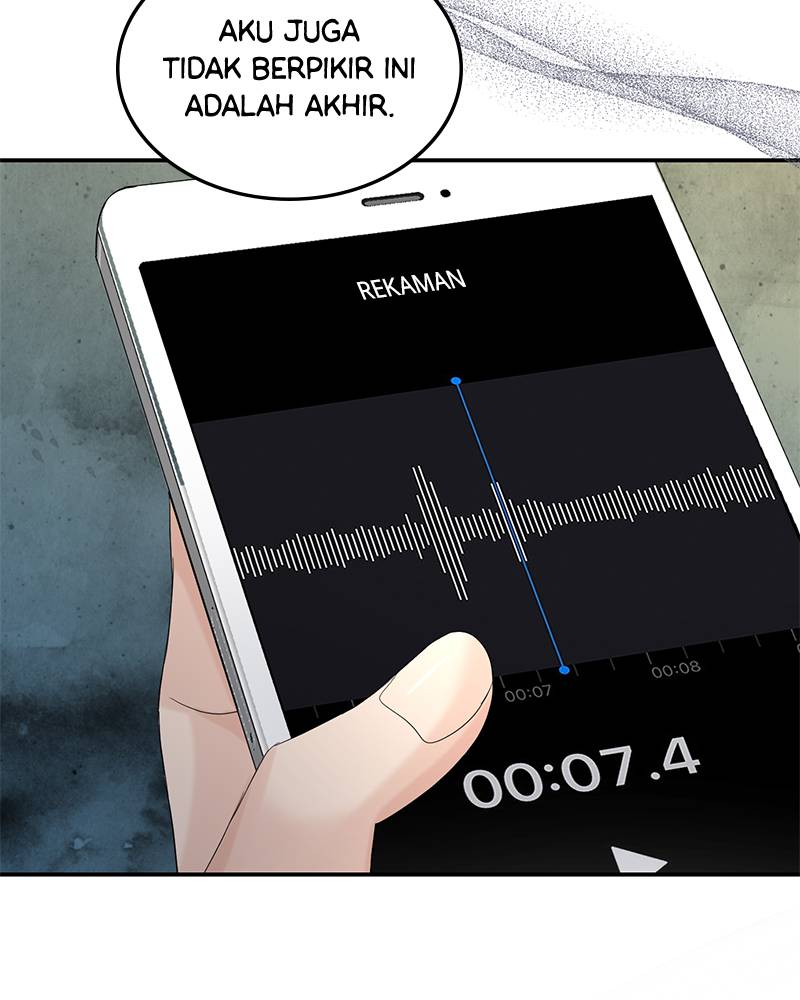 AKU JUGA
TIDAK BERPIKIR INI
ADALAH AKHIR.
REKAMAN
00:07
00:08
00:07.4